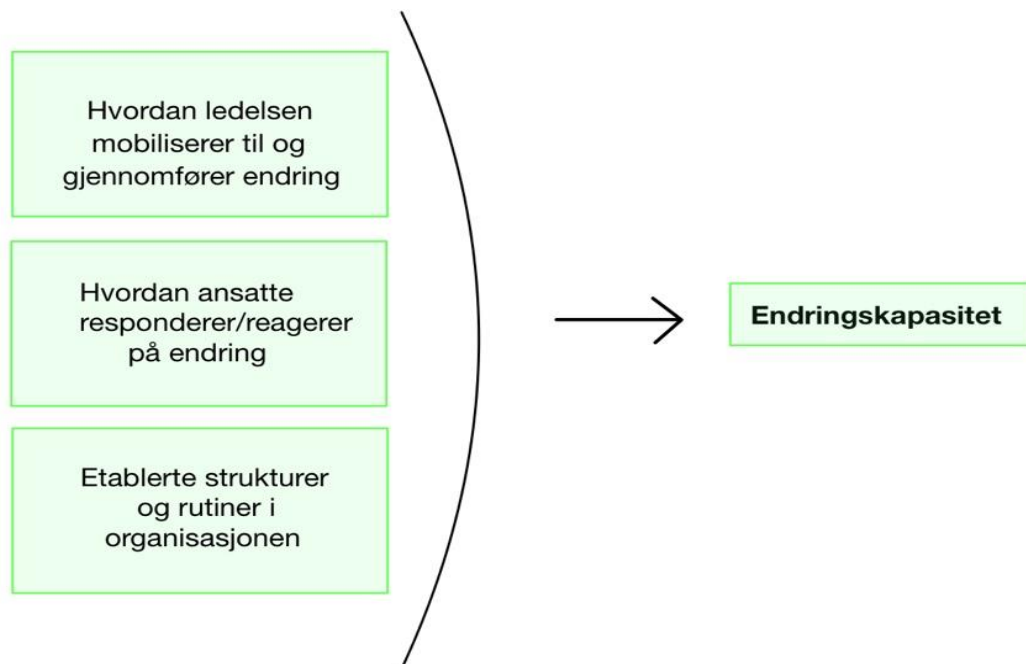 Hvordan ledelsen
mobiliserer til og
gjennomfører endring
Hvordan ansatte
responderer/reagerer
på endring
Etablerte strukturer
og rutiner i
organisasjonen
Endringskapasitet